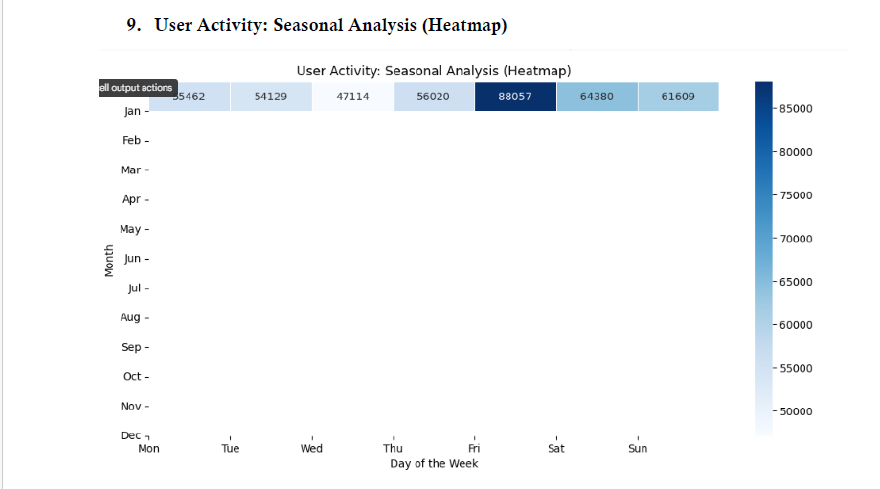 9. User Activity: Seasonal Analysis (Heatmap)
User Activity: Seasonal Analysis (Heatmap)
ell output actions
55462 54129 47114 56020 88057 64380 61609
Jan
Feb
Mar
Apr
May
Jun
Jul
Aug
Sep
Oct
Nov
Dec
Month
Mon Tue Wed Thu Fri Sat Sun
Day of the Week
85000
80000
75000
70000
65000
60000
55000
50000